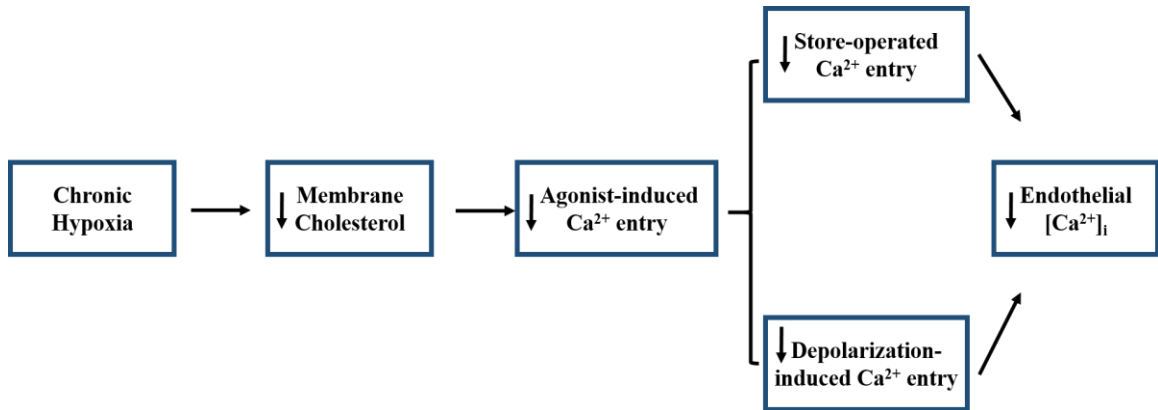 Chronic
Hypoxia
↓ Membrane
Cholesterol
↓ Agonist-induced
Ca²⁺ entry
↓ Store-operated
Ca²⁺ entry
↓ Depolarization-
induced Ca²⁺ entry
↓ Endothelial
[Ca²⁺]ᵢ